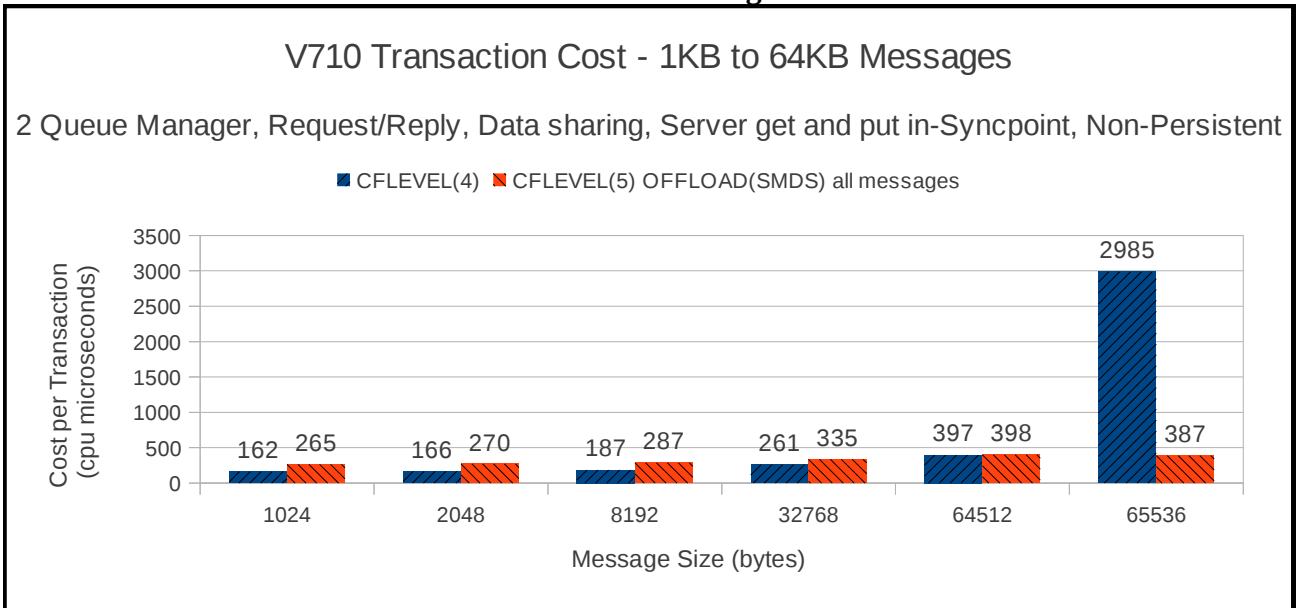 V710 Transaction Cost - 1KB to 64KB Messages
2 Queue Manager, Request/Reply, Data sharing, Server get and put in-Syncpoint, Non-Persistent
CFLEVEL(4) CFLEVEL(5) OFFLOAD(SMDS) all messages
Cost per Transaction
(cpu microseconds)
3500
3000
2500
2000
1500
1000
500
0
162 265 166 270 187 287 261 335 397 398 2985 387
1024 2048 8192 32768 64512 65536
Message Size (bytes)